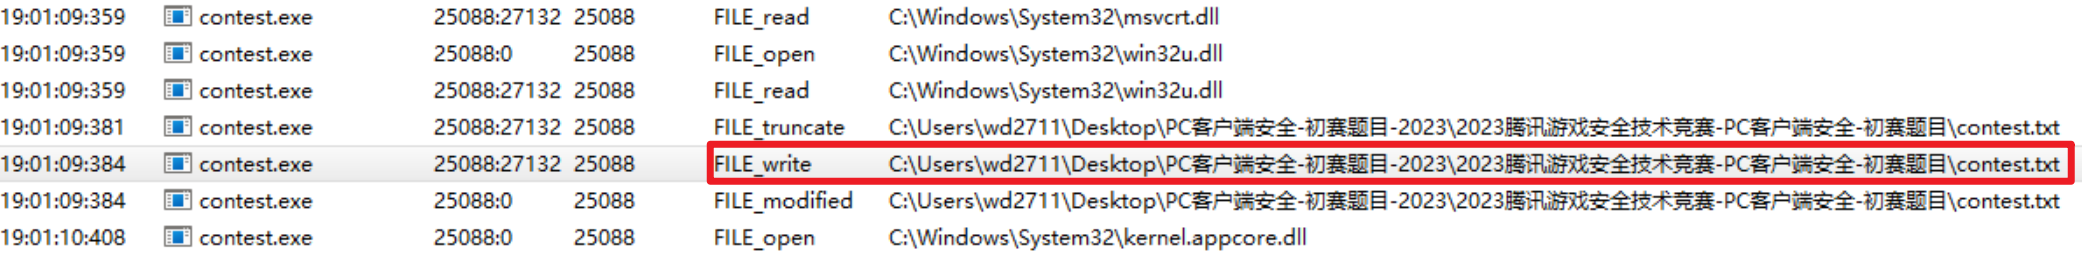 19:01:09:359 contest.exe 25088:27132 25088 FILE_read C:\Windows\System32\msvcrt.dll
19:01:09:359 contest.exe 25088:0 25088 FILE_open C:\Windows\System32\win32u.dll
19:01:09:359 contest.exe 25088:27132 25088 FILE_read C:\Windows\System32\win32u.dll
19:01:09:381 contest.exe 25088:27132 25088 FILE_truncate C:\Users\wd2711\Desktop\PC客户端安全-初赛题目-2023\2023腾讯游戏安全技术竞赛-PC客户端安全-初赛题目\contest.txt
19:01:09:384 contest.exe 25088:27132 25088 FILE_write C:\Users\wd2711\Desktop\PC客户端安全-初赛题目-2023\2023腾讯游戏安全技术竞赛-PC客户端安全-初赛题目\contest.txt
19:01:09:384 contest.exe 25088:0 25088 FILE_modified C:\Users\wd2711\Desktop\PC客户端安全-初赛题目-2023\2023腾讯游戏安全技术竞赛-PC客户端安全-初赛题目\contest.txt
19:01:10:408 contest.exe 25088:0 25088 FILE_open C:\Windows\System32\kernel.appcore.dll